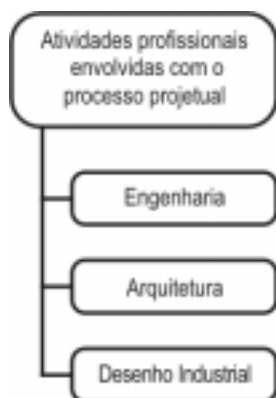 Atividades profissionais
envolvidas com o
processo projetual
Engenharia
Arquitetura
Desenho Industrial